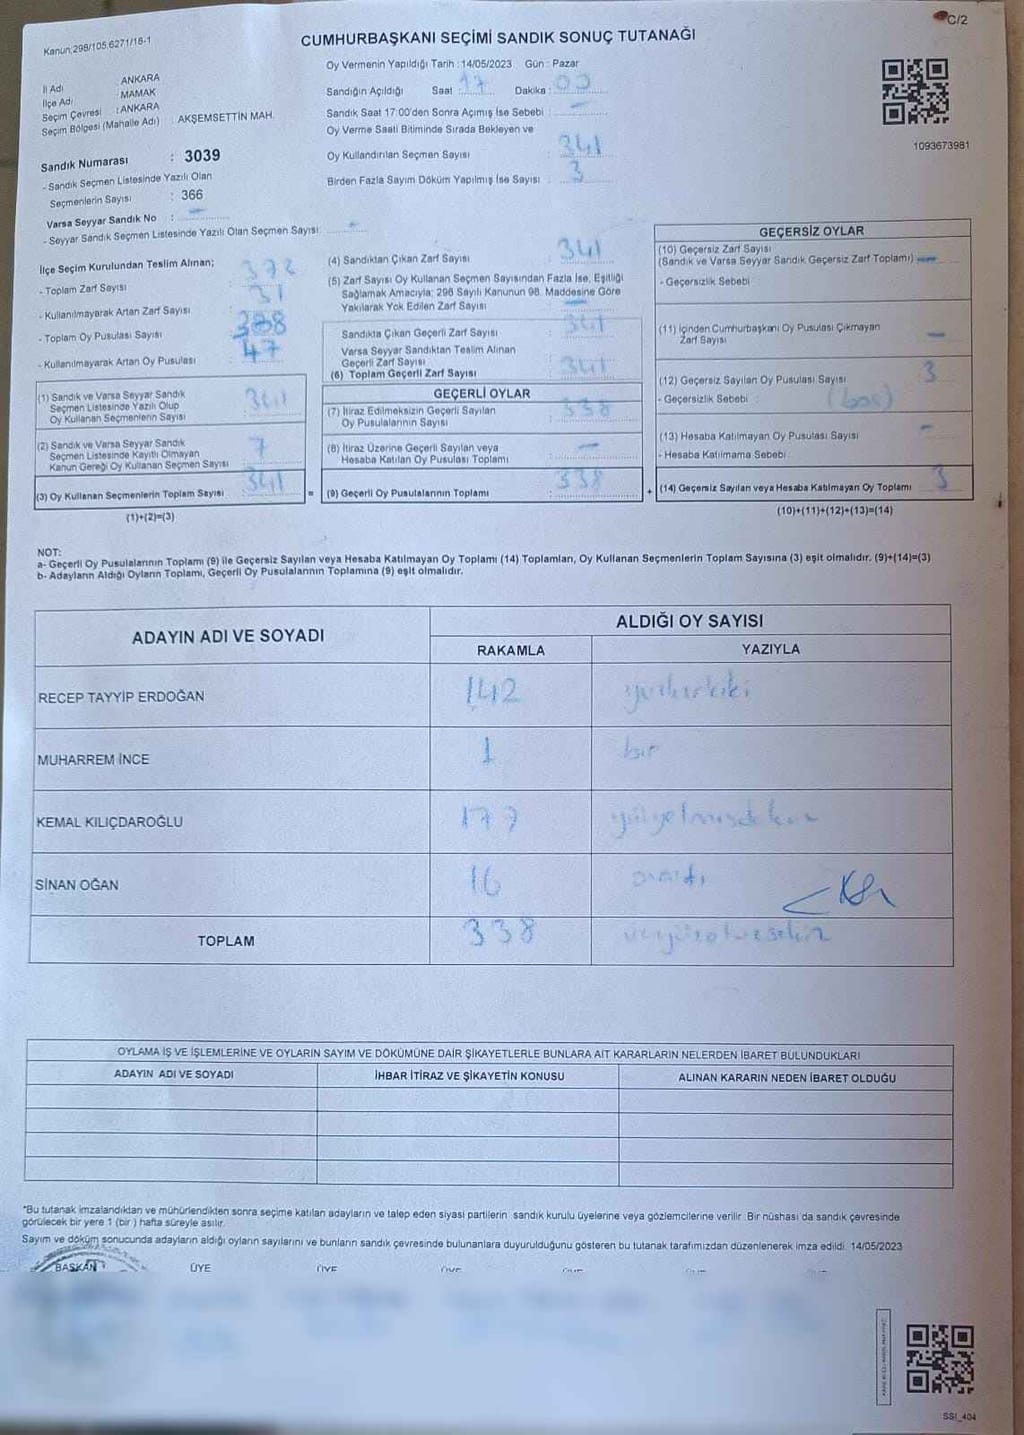 C/2
Kanun;298/105;6271/18-1
CUMHURBAŞKANI SEÇİMİ SANDIK SONUÇ TUTANAĞI
İl Adı : ANKARA
İlçe Adı : MAMAK
Seçim Çevresi : ANKARA
Seçim Bölgesi (Mahalle Adı) : AKŞEMSETTİN MAH.
Sandık Numarası : 3039
- Sandık Seçmen Listesinde Yazılı Olan
Seçmenlerin Sayısı : 366
Varsa Seyyar Sandık No : -
- Seyyar Sandık Seçmen Listesinde Yazılı Olan Seçmen Sayısı: -
Oy Vermenin Yapıldığı Tarih : 14/05/2023 Gün : Pazar
Sandığın Açıldığı Saat : 17 Dakika : 00
Sandık Saat 17:00'den Sonra Açımış İse Sebebi : -
Oy Verme Saati Bitiminde Sırada Bekleyen ve
Oy Kullandırılan Seçmen Sayısı : 341
Birden Fazla Sayım Döküm Yapılmış İse Sayısı : 3
1093673981
İlçe Seçim Kurulundan Teslim Alınan;
- Toplam Zarf Sayısı : 372
- Kullanılmayarak Artan Zarf Sayısı : 31
- Toplam Oy Pusulası Sayısı : 388
- Kullanılmayarak Artan Oy Pusulası : 47
(1) Sandık ve Varsa Seyyar Sandık
Seçmen Listesinde Yazılı Olup
Oy Kullanan Seçmenlerin Sayısı :
(2) Sandık ve Varsa Seyyar Sandık
Seçmen Listesinde Kayıtlı Olmayan
Kanun Gereği Oy Kullanan Seçmen Sayısı : 7
(3) Oy Kullanan Seçmenlerin Toplam Sayısı : 341
(1)+(2)=(3)
=
(4) Sandıktan Çıkan Zarf Sayısı : 341
(5) Zarf Sayısı Oy Kullanan Seçmen Sayısından Fazla İse, Eşitliği
Sağlamak Amacıyla; 298 Sayılı Kanunun 98. Maddesine Göre
Yakılarak Yok Edilen Zarf Sayısı : -
Sandıkta Çıkan Geçerli Zarf Sayısı : 341
Varsa Seyyar Sandıktan Teslim Alınan
Geçerli Zarf Sayısı :
(6) Toplam Geçerli Zarf Sayısı : 341
GEÇERLİ OYLAR
(7) İtiraz Edilmeksizin Geçerli Sayılan
Oy Pusulalarının Sayısı : 338
(8) İtiraz Üzerine Geçerli Sayılan veya
Hesaba Katılan Oy Pusulası Toplamı : -
(9) Geçerli Oy Pusulalarının Toplamı : 338
+
GEÇERSİZ OYLAR
(10) Geçersiz Zarf Sayısı
(Sandık ve Varsa Seyyar Sandık Geçersiz Zarf Toplamı) -
- Geçersizlik Sebebi :
(11) İçinden Cumhurbaşkanı Oy Pusulası Çıkmayan
Zarf Sayısı : -
(12) Geçersiz Sayılan Oy Pusulası Sayısı : 3
- Geçersizlik Sebebi : (boş)
(13) Hesaba Katılmayan Oy Pusulası Sayısı : -
- Hesaba Katılmama Sebebi :
(14) Geçersiz Sayılan veya Hesaba Katılmayan Oy Toplamı : 3
(10)+(11)+(12)+(13)=(14)
NOT:
a- Geçerli Oy Pusulalarının Toplamı (9) ile Geçersiz Sayılan veya Hesaba Katılmayan Oy Toplamı (14) Toplamları, Oy Kullanan Seçmenlerin Toplam Sayısına (3) eşit olmalıdır. (9)+(14)=(3)
b- Adayların Aldığı Oyların Toplamı, Geçerli Oy Pusulalarının Toplamına (9) eşit olmalıdır.
ADAYIN ADI VE SOYADI
ALDIĞI OY SAYISI
RAKAMLA YAZIYLA
RECEP TAYYİP ERDOĞAN 142 yüzkırkiki
MUHARREM İNCE 1 bir
KEMAL KILIÇDAROĞLU
SİNAN OĞAN 16 onaltı
TOPLAM 338 üçyüzotuzsekiz
OYLAMA İŞ VE İŞLEMLERİNE VE OYLARIN SAYIM VE DÖKÜMÜNE DAİR ŞİKAYETLERLE BUNLARA AİT KARARLARIN NELERDEN İBARET BULUNDUKLARI
ADAYIN ADI VE SOYADI İHBAR İTİRAZ VE ŞİKAYETİN KONUSU ALINAN KARARIN NEDEN İBARET OLDUĞU
*Bu tutanak imzalandıktan ve mühürlendikten sonra seçime katılan adayların ve talep eden siyasi partilerin sandık kurulu üyelerine veya gözlemcilerine verilir. Bir nüshası da sandık çevresinde
görülecek bir yere 1 (bir ) hafta süreyle asılır.
Sayım ve döküm sonucunda adayların aldığı oyların sayılarını ve bunların sandık çevresinde bulunanlara duyurulduğunu gösteren bu tutanak tarafımızdan düzenlenerek imza edildi. 14/05/2023
BAŞKAN ÜYE ÜYE ÜYE
SSI_404